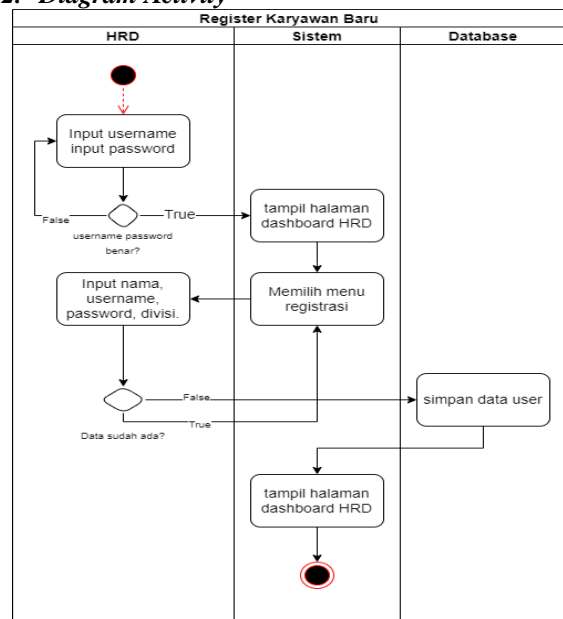 2. Diagram Activity
Register Karyawan Baru
HRD
Sistem
Database
Input username
input password
False
True
username password
benar?
tampil halaman
dashboard HRD
Input nama,
username,
password, divisi.
Memilih menu
registrasi
False
True
Data sudah ada?
simpan data user
tampil halaman
dashboard HRD